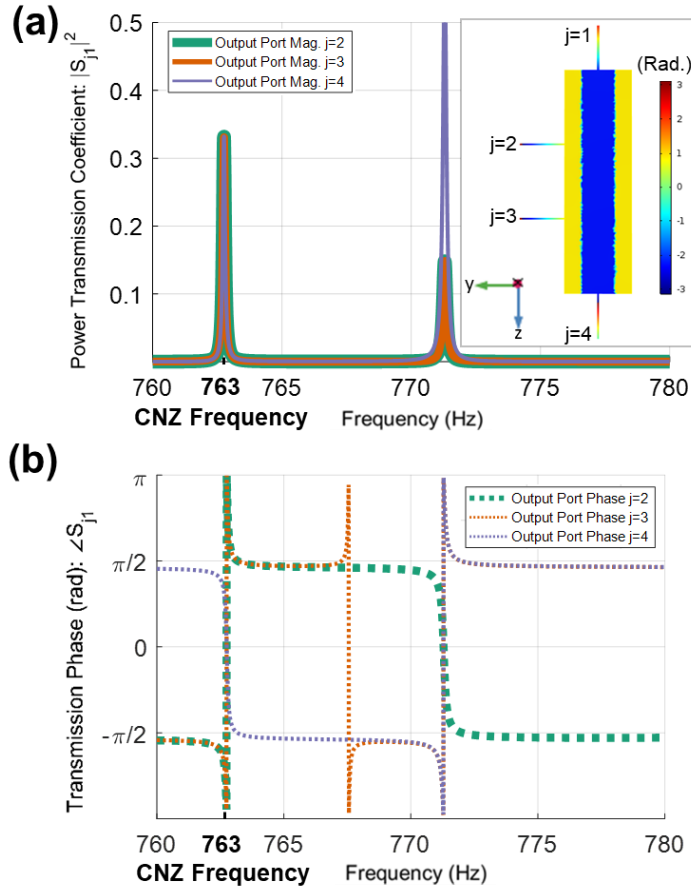 (a)
Power Transmission Coefficient: |S_{j1}|^2
0.5
0.4
0.3
0.2
0.1
Output Port Mag. j=2
Output Port Mag. j=3
Output Port Mag. j=4
j=1
(Rad.)
j=2
j=3
j=4
y
z
3
2
1
0
-1
-2
-3
760 763 765 770 775 780
CNZ Frequency Frequency (Hz)
(b)
Transmission Phase (rad): ∠S_{j1}
π
π/2
0
-π/2
Output Port Phase j=2
Output Port Phase j=3
Output Port Phase j=4
760 763 765 770 775 780
CNZ Frequency Frequency (Hz)